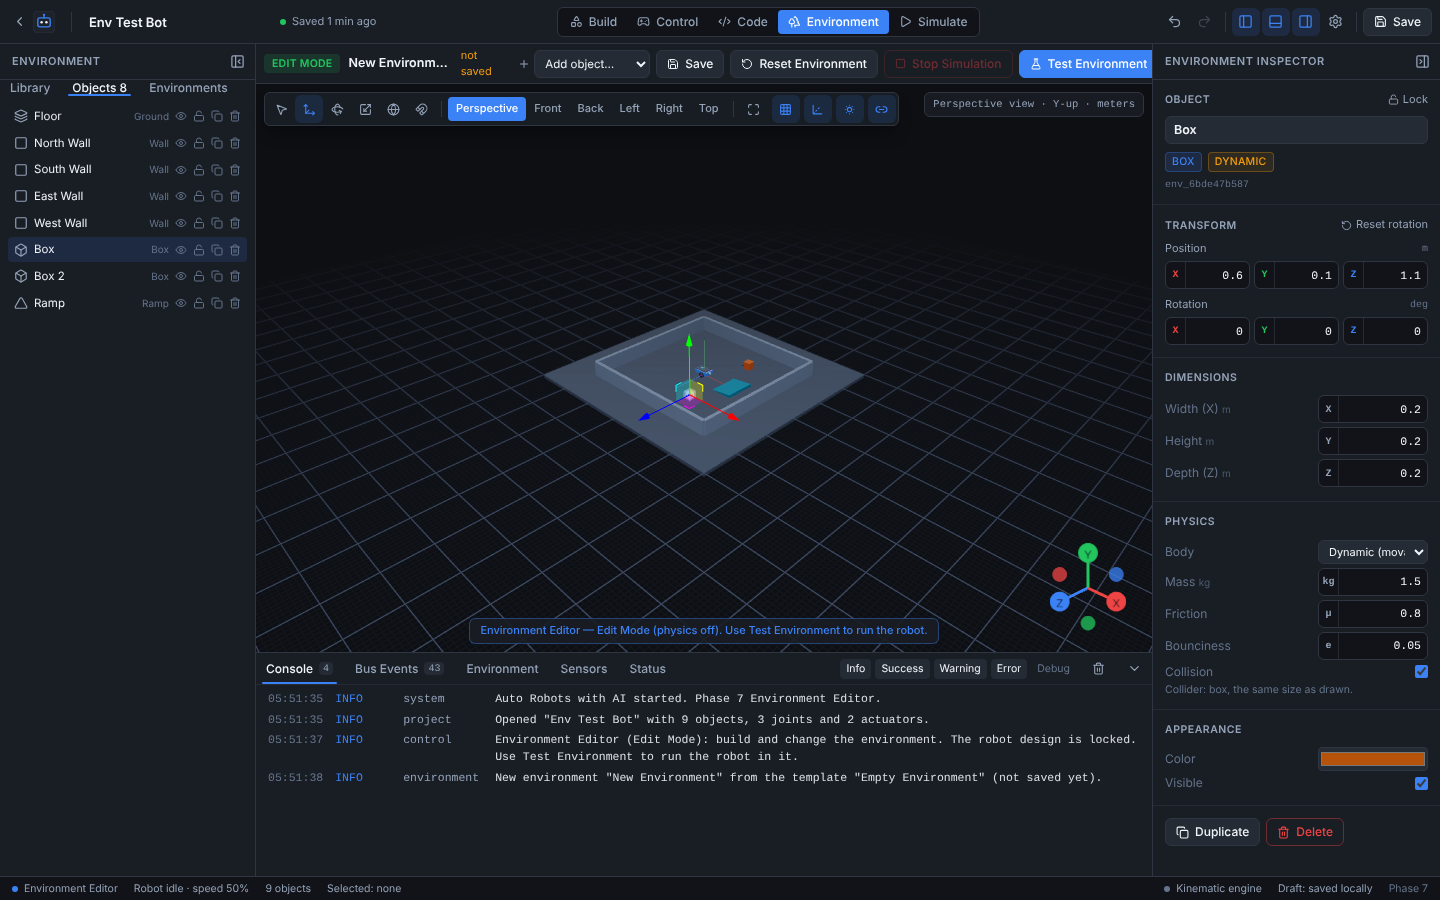 Env Test Bot
Saved 1 min ago
Build
Control
Code
Environment
Simulate
Save
ENVIRONMENT
Library
Objects 8
Environments
Floor Ground
North Wall Wall
South Wall Wall
East Wall Wall
West Wall Wall
Box Box
Box 2 Box
Ramp Ramp
EDIT MODE
New Environm...
not
saved
Add object...
Save
Reset Environment
Stop Simulation
Test Environment
Perspective
Front
Back
Left
Right
Top
Perspective view · Y-up · meters
Y
Z
X
Environment Editor — Edit Mode (physics off). Use Test Environment to run the robot.
Console 4
Bus Events 43
Environment
Sensors
Status
Info
Success
Warning
Error
Debug
05:51:35 INFO system Auto Robots with AI started. Phase 7 Environment Editor.
05:51:35 INFO project Opened "Env Test Bot" with 9 objects, 3 joints and 2 actuators.
05:51:37 INFO control Environment Editor (Edit Mode): build and change the environment. The robot design is locked.
Use Test Environment to run the robot in it.
05:51:38 INFO environment New environment "New Environment" from the template "Empty Environment" (not saved yet).
ENVIRONMENT INSPECTOR
OBJECT
Lock
Box
BOX
DYNAMIC
env_6bde47b587
TRANSFORM
Reset rotation
Position m
X 0.6 Y 0.1 Z 1.1
Rotation deg
X 0 Y 0 Z 0
DIMENSIONS
Width (X) m X 0.2
Height m Y 0.2
Depth (Z) m Z 0.2
PHYSICS
Body Dynamic (mov
Mass kg kg 1.5
Friction μ 0.8
Bounciness e 0.05
Collision
Collider: box, the same size as drawn.
APPEARANCE
Color
Visible
Duplicate
Delete
Environment Editor
Robot idle · speed 50%
9 objects
Selected: none
Kinematic engine
Draft: saved locally
Phase 7